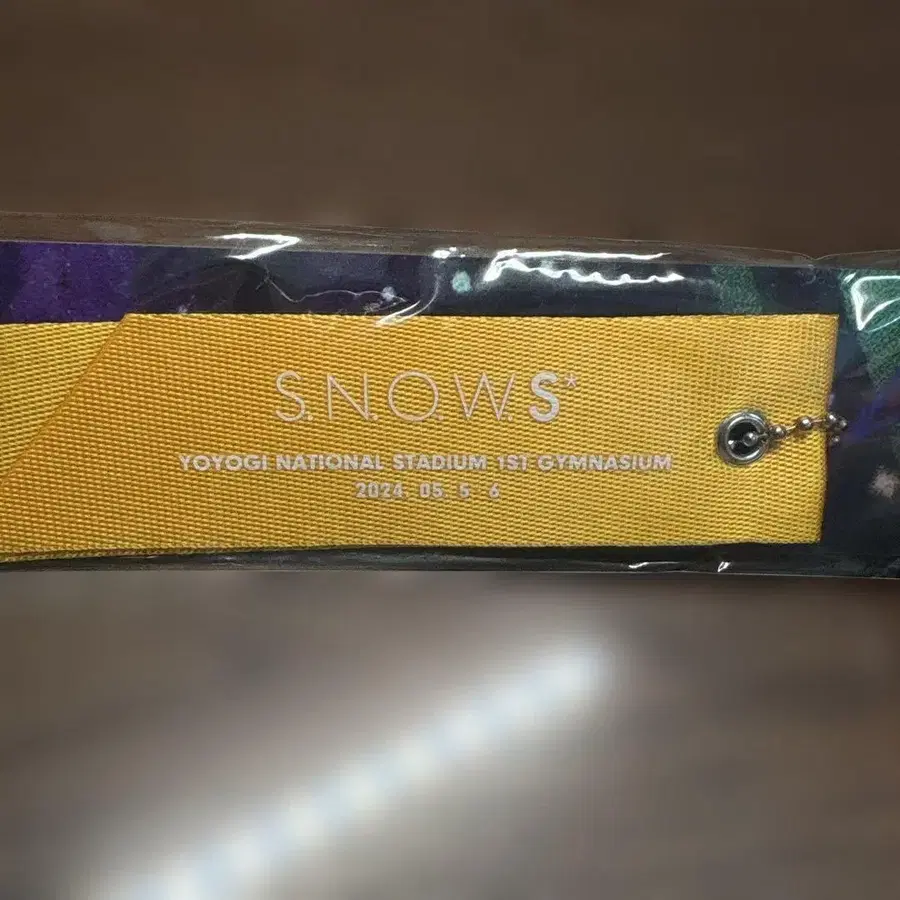 S.N.O.W.S*
YOYOGI NATIONAL STADIUM 1ST GYMNASIUM
2024. 05. 5 6